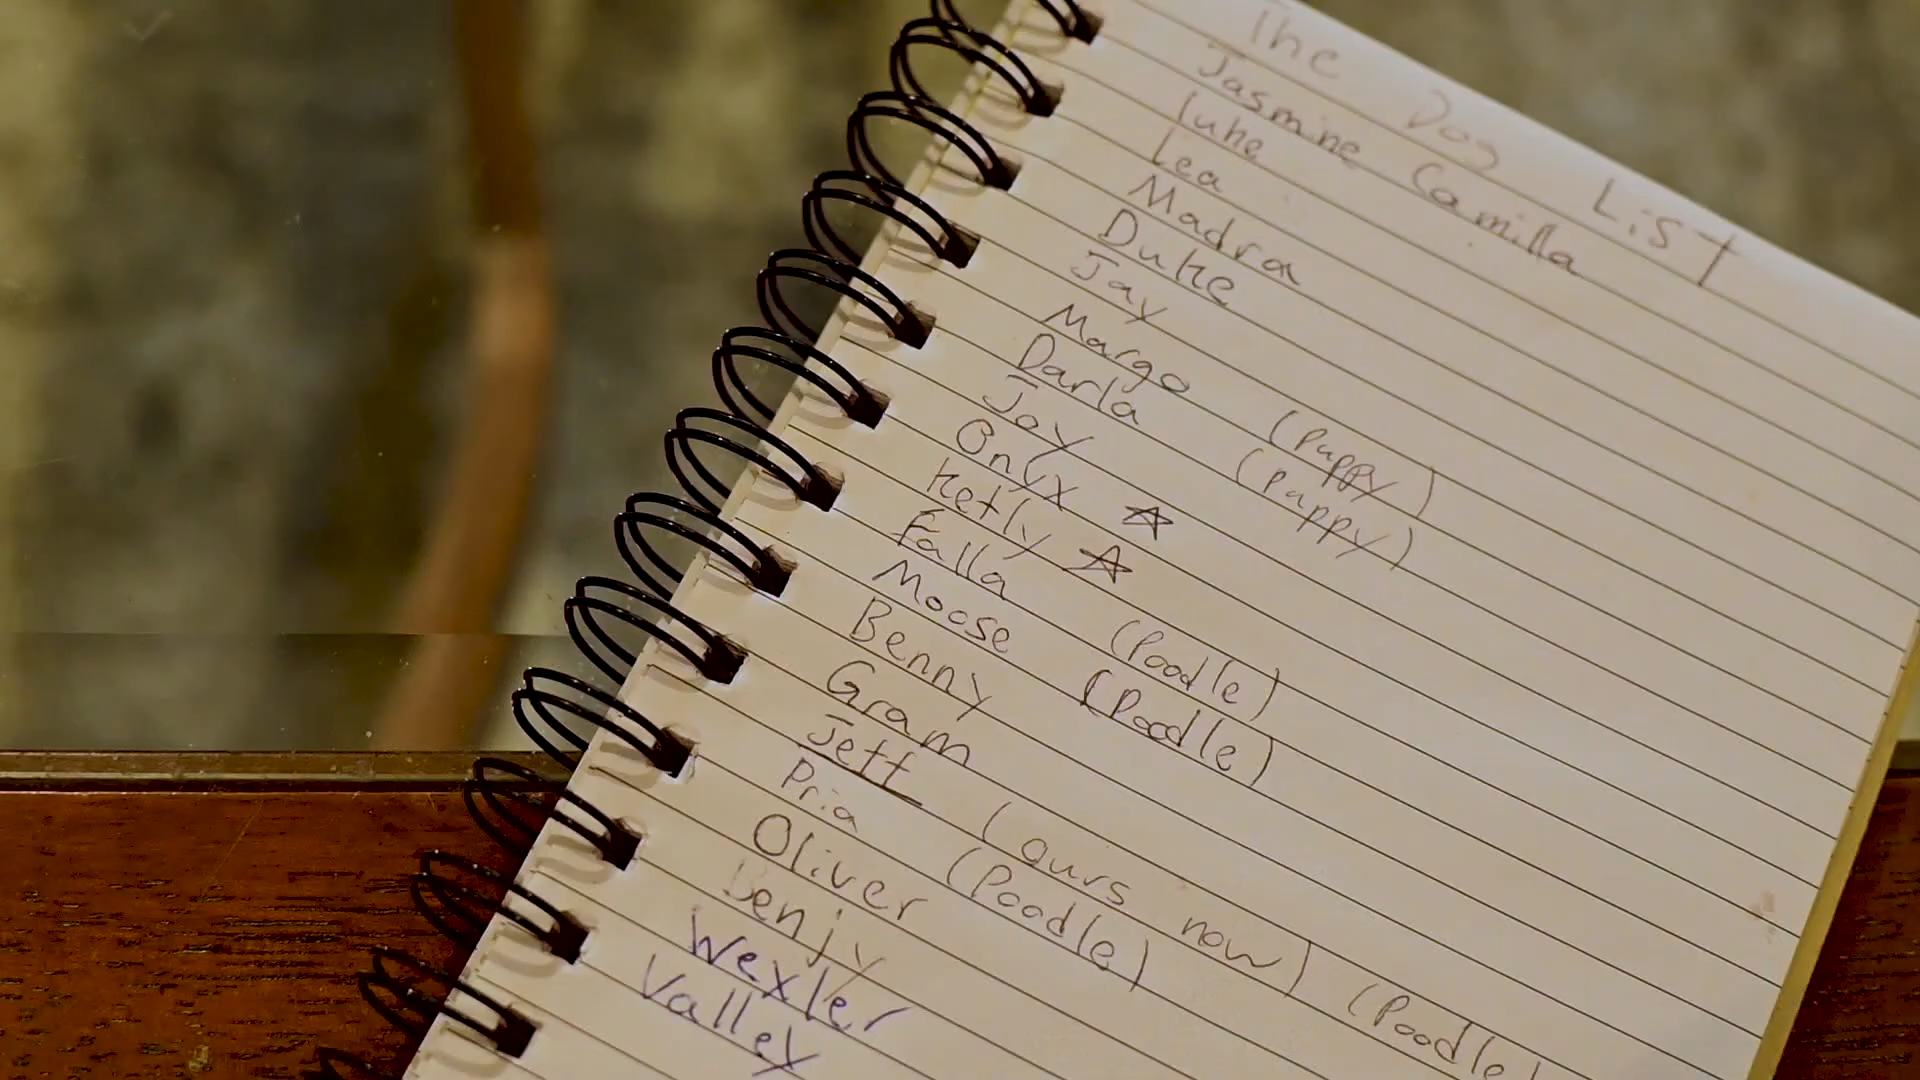 The Dog List
Jasmine Camilla
Luke
Lea
Madra
Duke
Jay
Margo (Puppy)
Darla (Puppy)
Joy
Onyx ☆
Ketly ☆
Falla (Poodle)
Moose (Poodle)
Benny
Gram
Jeff (ours now) (Poodle)
Pria (Poodle)
Oliver
Benjy
Wexler
Valley